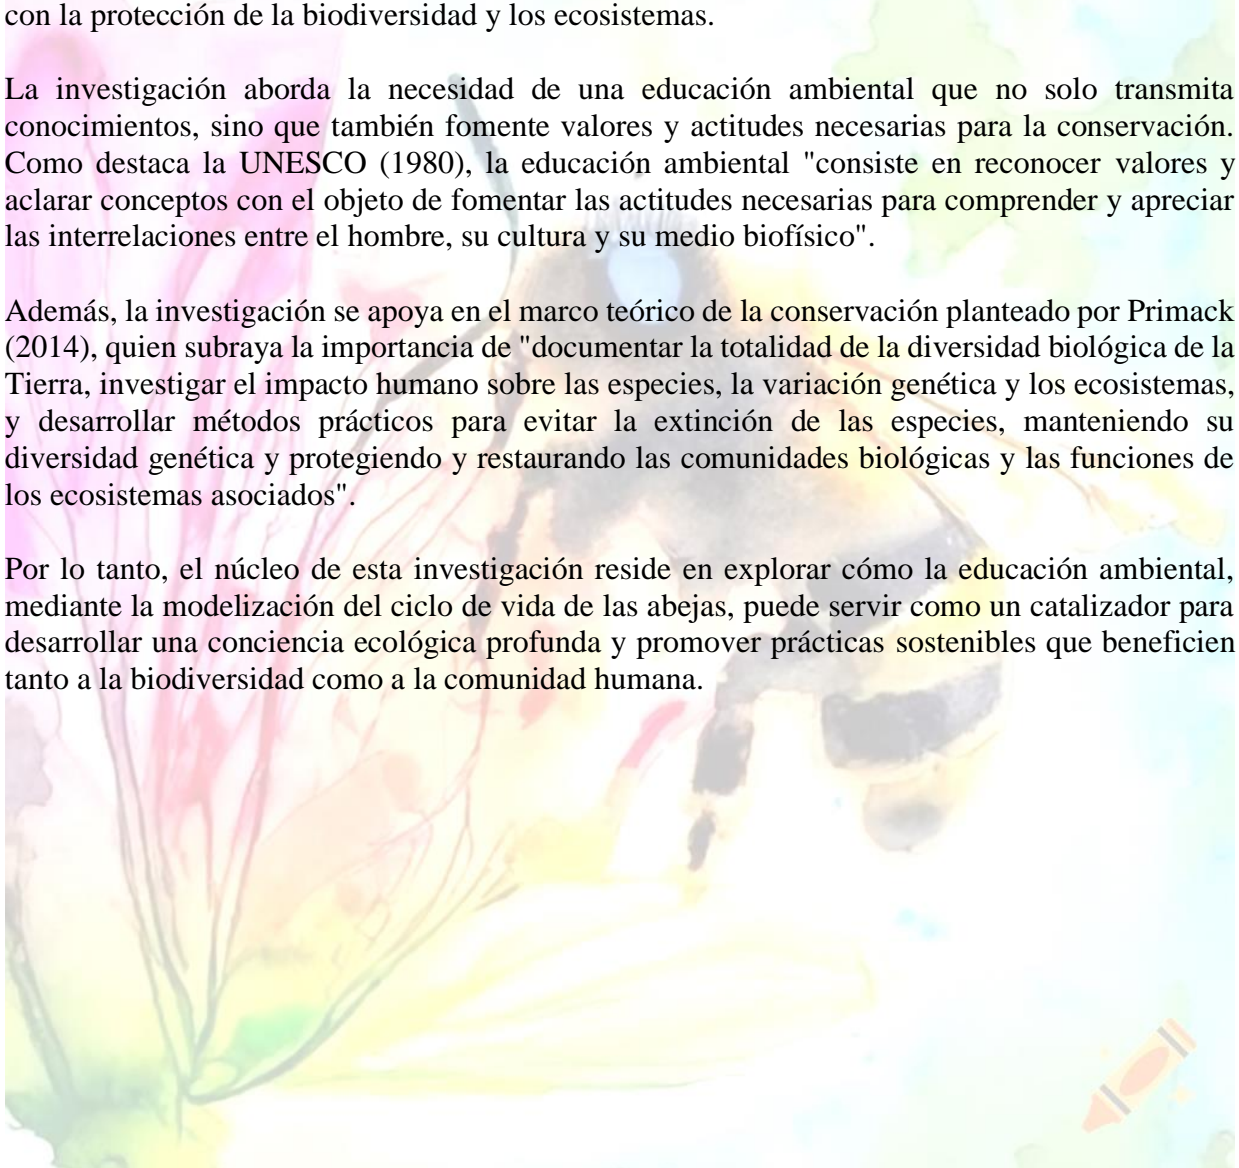 con la protección de la biodiversidad y los ecosistemas.
La investigación aborda la necesidad de una educación ambiental que no solo transmita
conocimientos, sino que también fomente valores y actitudes necesarias para la conservación.
Como destaca la UNESCO (1980), la educación ambiental "consiste en reconocer valores y
aclarar conceptos con el objeto de fomentar las actitudes necesarias para comprender y apreciar
las interrelaciones entre el hombre, su cultura y su medio biofísico".
Además, la investigación se apoya en el marco teórico de la conservación planteado por Primack
(2014), quien subraya la importancia de "documentar la totalidad de la diversidad biológica de la
Tierra, investigar el impacto humano sobre las especies, la variación genética y los ecosistemas,
y desarrollar métodos prácticos para evitar la extinción de las especies, manteniendo su
diversidad genética y protegiendo y restaurando las comunidades biológicas y las funciones de
los ecosistemas asociados".
Por lo tanto, el núcleo de esta investigación reside en explorar cómo la educación ambiental,
mediante la modelización del ciclo de vida de las abejas, puede servir como un catalizador para
desarrollar una conciencia ecológica profunda y promover prácticas sostenibles que beneficien
tanto a la biodiversidad como a la comunidad humana.